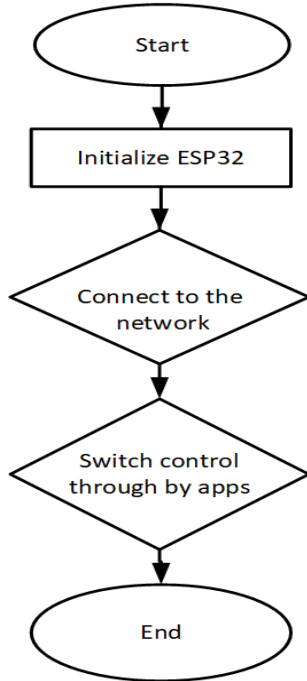 Start
Initialize ESP32
Connect to the
network
Switch control
through by apps
End